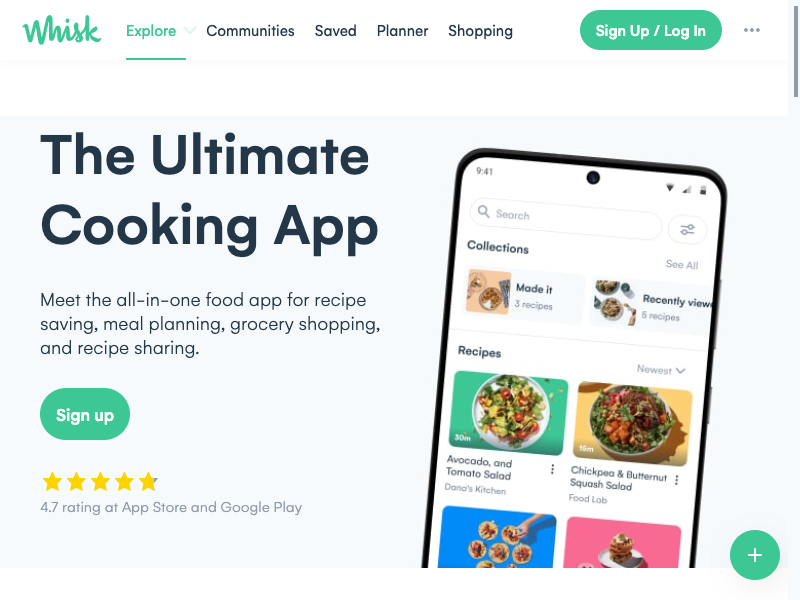 Whisk
Explore
Communities
Saved
Planner
Shopping
Sign Up / Log In
The Ultimate
Cooking App
Meet the all-in-one food app for recipe
saving, meal planning, grocery shopping,
and recipe sharing.
Sign up
4.7 rating at App Store and Google Play
9:41
Search
Collections
See All
Made it
3 recipes
Recently view
5 recipes
Recipes
Newest
30m
15m
Avocado, and
Tomato Salad
Dana's Kitchen
Chickpea & Butternut
Squash Salad
Food Lab